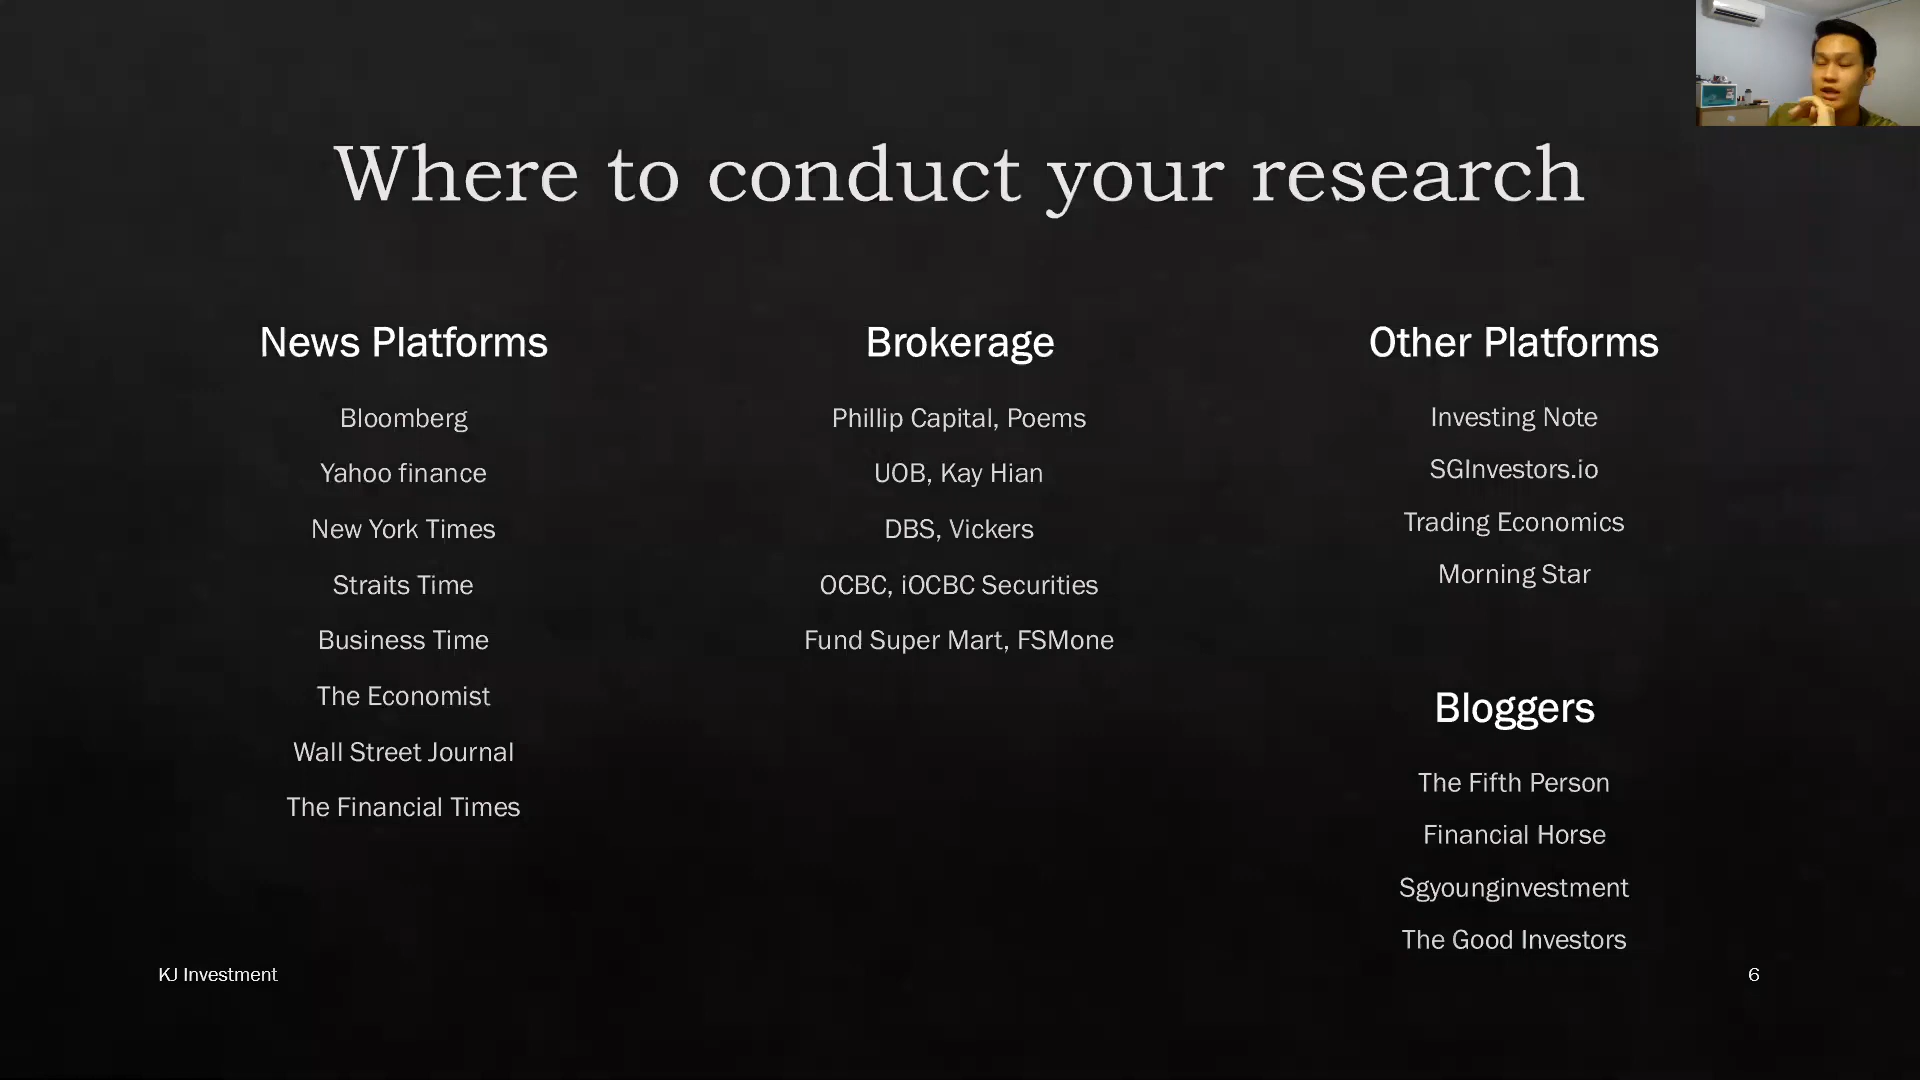 Where to conduct your research
News Platforms
Bloomberg
Yahoo finance
New York Times
Straits Time
Business Time
The Economist
Wall Street Journal
The Financial Times
Brokerage
Phillip Capital, Poems
UOB, Kay Hian
DBS, Vickers
OCBC, iOCBC Securities
Fund Super Mart, FSMone
Other Platforms
Investing Note
SGInvestors.io
Trading Economics
Morning Star
Bloggers
The Fifth Person
Financial Horse
Sgyounginvestment
The Good Investors
KJ Investment
6